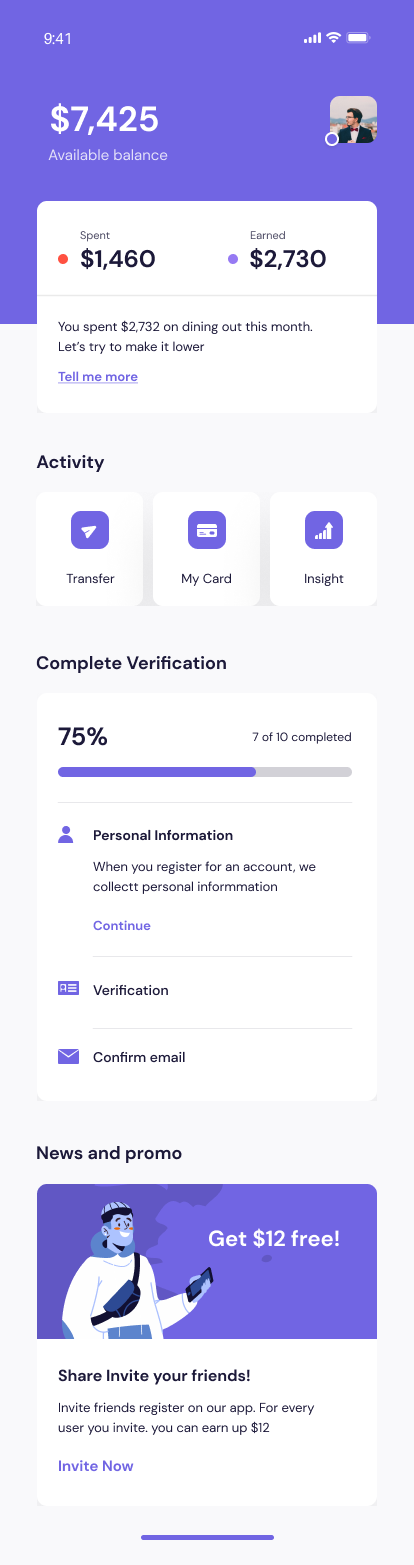 9:41
$7,425
Available balance
Spent
Earned
$1,460
$2,730
You spent $2,732 on dining out this month.
Let’s try to make it lower
Tell me more
Activity
Transfer
My Card
Insight
Complete Verification
75%
7 of 10 completed
Personal Information
When you register for an account, we
collectt personal informmation
Continue
Verification
Confirm email
News and promo
Get $12 free!
Share Invite your friends!
Invite friends register on our app. For every
user you invite. you can earn up $12
Invite Now